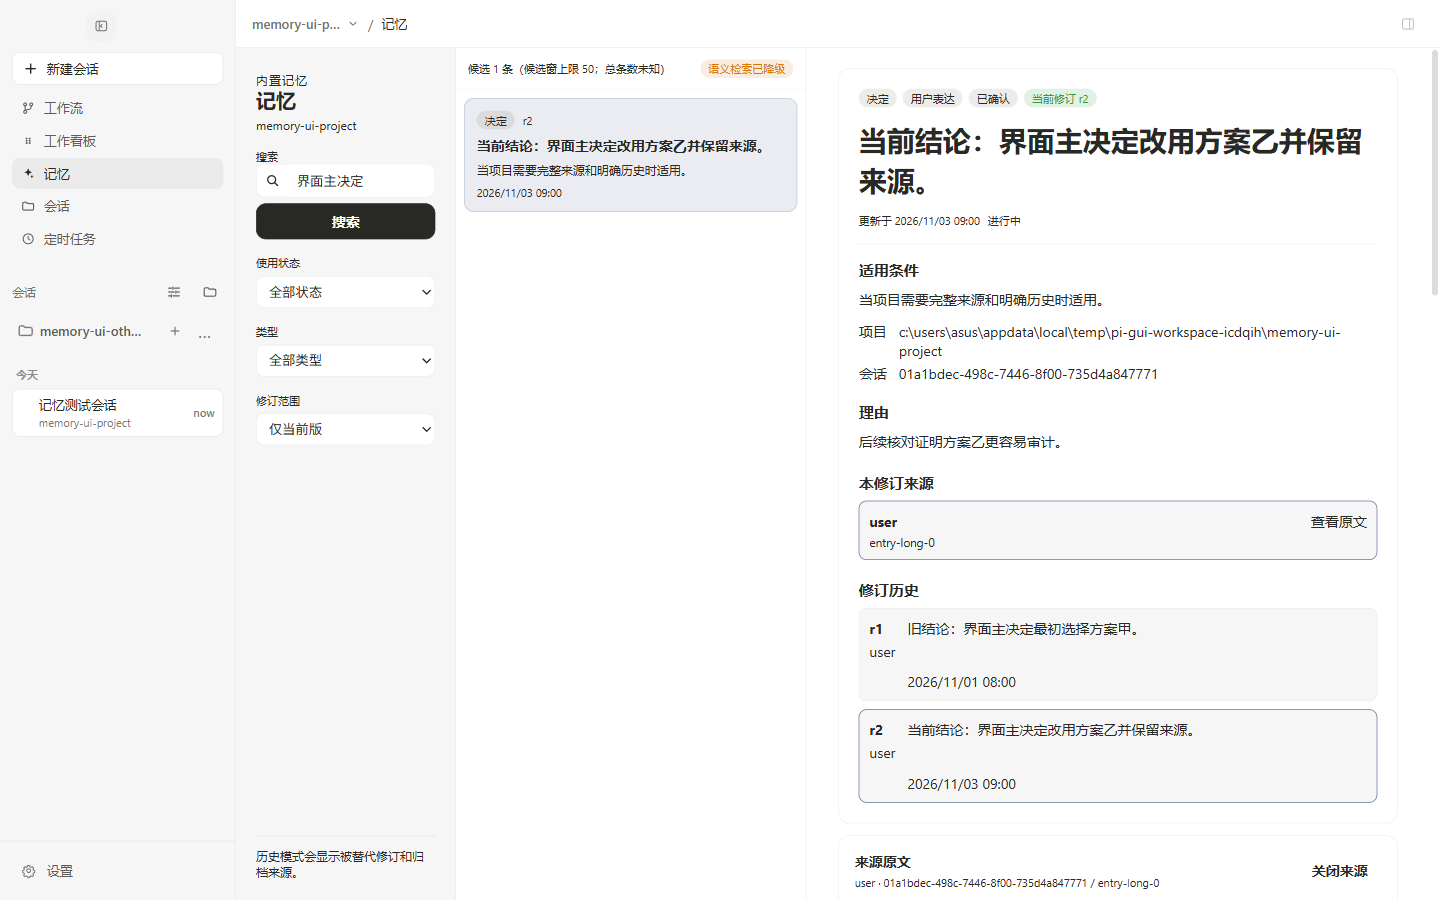 新建会话
工作流
工作看板
记忆
会话
定时任务
会话
memory-ui-oth...
...
今天
记忆测试会话
now
memory-ui-project
设置
memory-ui-p...
/ 记忆
内置记忆
记忆
memory-ui-project
搜索
界面主决定
搜索
使用状态
全部状态
类型
全部类型
修订范围
仅当前版
历史模式会显示被替代修订和归
档来源。
候选 1 条（候选窗上限 50；总条数未知）
语义检索已降级
决定 r2
当前结论：界面主决定改用方案乙并保留来源。
当项目需要完整来源和明确历史时适用。
2026/11/03 09:00
决定 用户表达 已确认 当前修订 r2
当前结论：界面主决定改用方案乙并保留
来源。
更新于 2026/11/03 09:00 进行中
适用条件
当项目需要完整来源和明确历史时适用。
项目 c:\users\asus\appdata\local\temp\pi-gui-workspace-icdqih\memory-ui-
project
会话 01a1bdec-498c-7446-8f00-735d4a847771
理由
后续核对证明方案乙更容易审计。
本修订来源
user
查看原文
entry-long-0
修订历史
r1 旧结论：界面主决定最初选择方案甲。
user
2026/11/01 08:00
r2 当前结论：界面主决定改用方案乙并保留来源。
user
2026/11/03 09:00
来源原文
关闭来源
user · 01a1bdec-498c-7446-8f00-735d4a847771 / entry-long-0